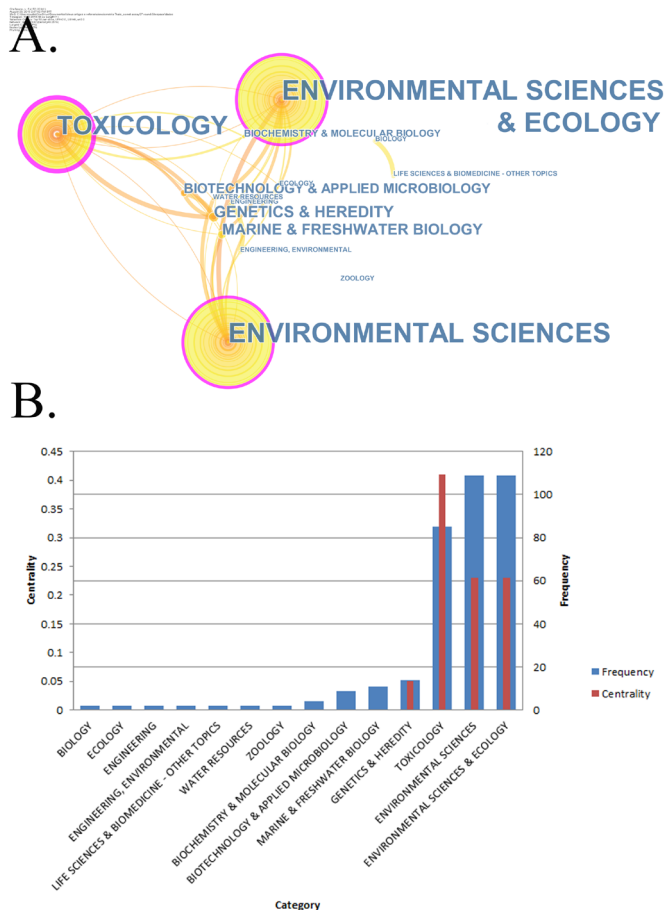 A.
ENVIRONMENTAL SCIENCES
& ECOLOGY
TOXICOLOGY
BIOCHEMISTRY & MOLECULAR BIOLOGY
BIOLOGY
LIFE SCIENCES & BIOMEDICINE - OTHER TOPICS
ECOLOGY
BIOTECHNOLOGY & APPLIED MICROBIOLOGY
WATER RESOURCES
ENGINEERING
GENETICS & HEREDITY
MARINE & FRESHWATER BIOLOGY
ENGINEERING, ENVIRONMENTAL
ZOOLOGY
ENVIRONMENTAL SCIENCES
B.
0.45
0.4
0.35
0.3
0.25
0.2
0.15
0.1
0.05
0
Centrality
120
100
80
60
40
20
0
Frequency
Frequency
Centrality
BIOLOGY
ECOLOGY
ENGINEERING
ENGINEERING, ENVIRONMENTAL
LIFE SCIENCES & BIOMEDICINE - OTHER TOPICS
WATER RESOURCES
ZOOLOGY
BIOCHEMISTRY & MOLECULAR BIOLOGY
BIOTECHNOLOGY & APPLIED MICROBIOLOGY
MARINE & FRESHWATER BIOLOGY
GENETICS & HEREDITY
TOXICOLOGY
ENVIRONMENTAL SCIENCES
ENVIRONMENTAL SCIENCES & ECOLOGY
Category